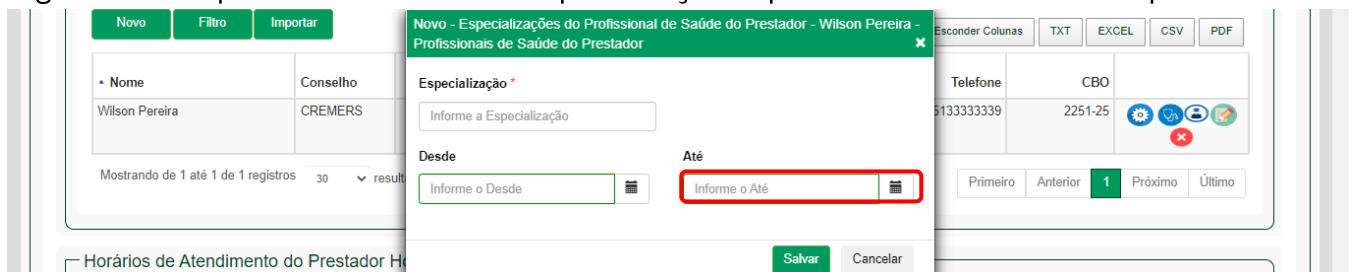 Novo Filtro Importar
Esconder Colunas TXT EXCEL CSV PDF
Novo - Especializações do Profissional de Saúde do Prestador - Wilson Pereira -
Profissionais de Saúde do Prestador
Nome Conselho Telefone CBO
Wilson Pereira CREMERS 5133333339 2251-25
Especialização *
Informe a Especialização
Desde Até
Informe o Desde Informe o Até
Mostrando de 1 até 1 de 1 registros 30
Primeiro Anterior 1 Próximo Último
Salvar Cancelar
Horários de Atendimento do Prestador